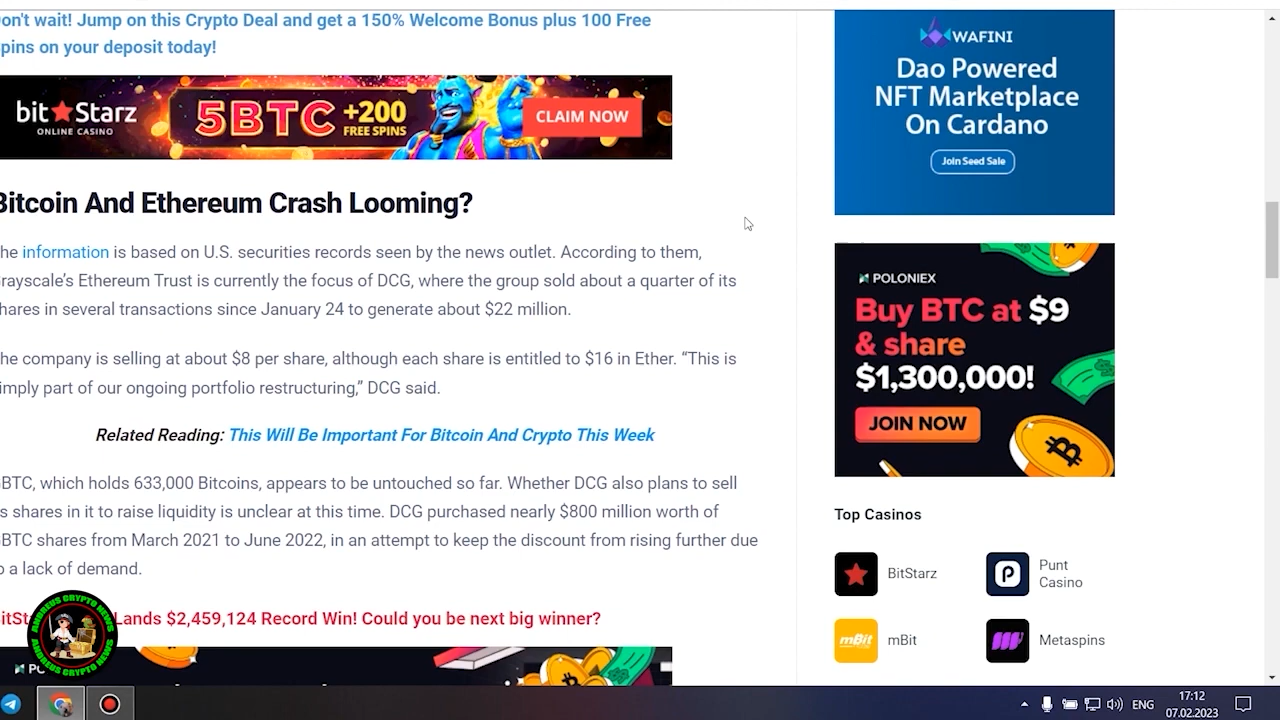 on't wait! Jump on this Crypto Deal and get a 150% Welcome Bonus plus 100 Free
pins on your deposit today!
bit Starz
ONLINE CASINO
5BTC +200
FREE SPINS
CLAIM NOW
Bitcoin And Ethereum Crash Looming?
he information is based on U.S. securities records seen by the news outlet. According to them,
rayscale's Ethereum Trust is currently the focus of DCG, where the group sold about a quarter of its
hares in several transactions since January 24 to generate about $22 million.
he company is selling at about $8 per share, although each share is entitled to $16 in Ether. “This is
imply part of our ongoing portfolio restructuring,” DCG said.
Related Reading: This Will Be Important For Bitcoin And Crypto This Week
BTC, which holds 633,000 Bitcoins, appears to be untouched so far. Whether DCG also plans to sell
s shares in it to raise liquidity is unclear at this time. DCG purchased nearly $800 million worth of
BTC shares from March 2021 to June 2022, in an attempt to keep the discount from rising further due
o a lack of demand.
itSt Lands $2,459,124 Record Win! Could you be next big winner?
ANDREUS CRYPTO NEWS
ANDREUS CRYPTO NEWS
WAFINI
Dao Powered
NFT Marketplace
On Cardano
Join Seed Sale
POLONIEX
Buy BTC at $9
& share
$1,300,000!
JOIN NOW
Top Casinos
BitStarz
Punt
Casino
mBit
mBit
Metaspins
ENG
17:12
07.02.2023